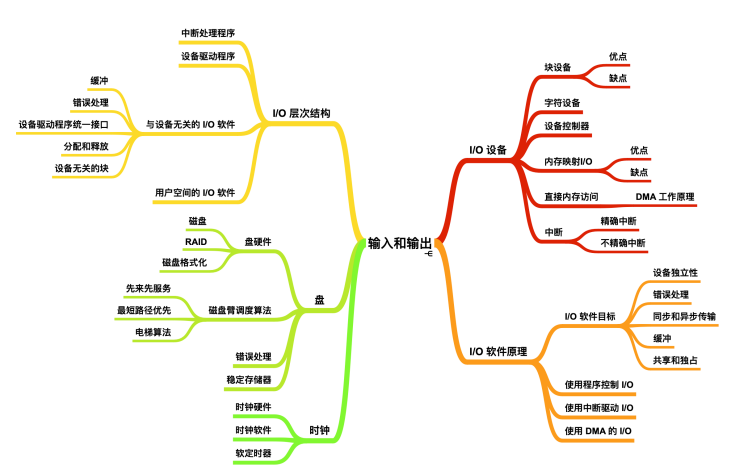 输入和输出
I/O 设备
块设备
优点
缺点
字符设备
设备控制器
内存映射I/O
优点
缺点
直接内存访问
DMA 工作原理
中断
精确中断
不精确中断
I/O 软件原理
I/O 软件目标
设备独立性
错误处理
同步和异步传输
缓冲
共享和独占
使用程序控制 I/O
使用中断驱动 I/O
使用 DMA 的 I/O
I/O 层次结构
中断处理程序
设备驱动程序
与设备无关的 I/O 软件
缓冲
错误处理
设备驱动程序统一接口
分配和释放
设备无关的块
用户空间的 I/O 软件
盘
盘硬件
磁盘
RAID
磁盘格式化
磁盘臂调度算法
先来先服务
最短路径优先
电梯算法
错误处理
稳定存储器
时钟
时钟硬件
时钟软件
软定时器